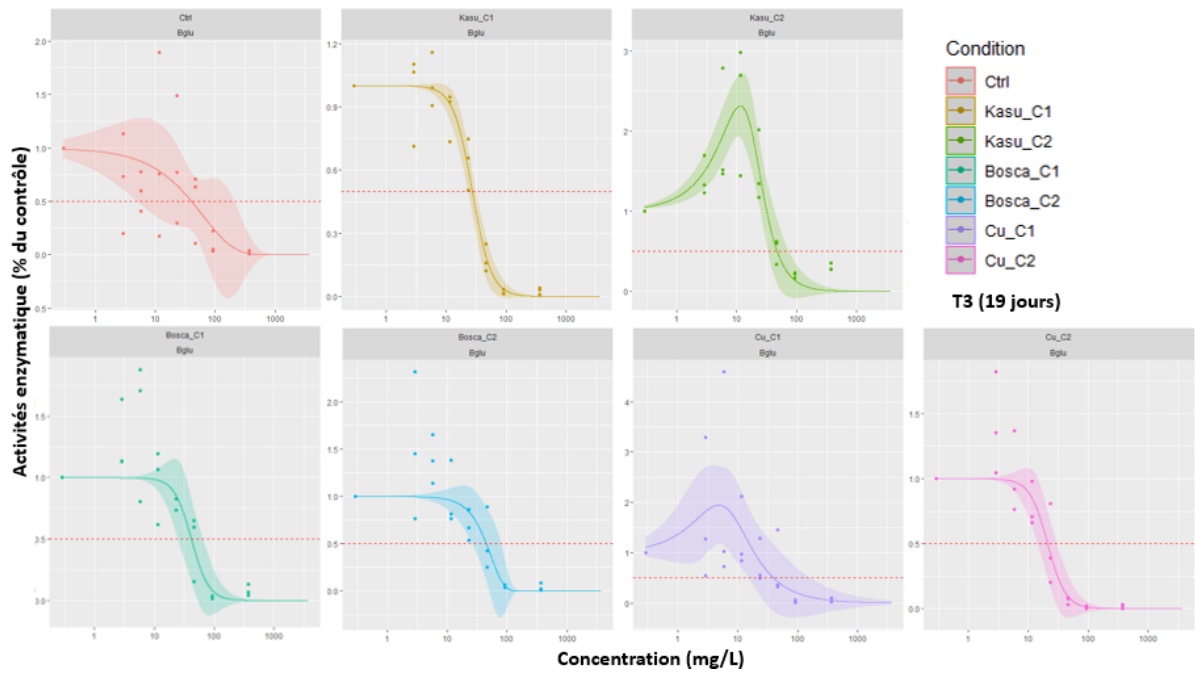 Ctrl
Bglu
Kasu_C1
Bglu
Kasu_C2
Bglu
2.0
1.5
1.0
0.5
0.0
0.5
1.2
0.9
0.6
0.3
0.0
3
2
1
0
1 10 100 1000
1 10 100 1000
1 10 100 1000
Condition
Ctrl
Kasu_C1
Kasu_C2
Bosca_C1
Bosca_C2
Cu_C1
Cu_C2
T3 (19 jours)
Activités enzymatique (% du contrôle)
Bosca_C1
Bglu
Bosca_C2
Bglu
Cu_C1
Bglu
Cu_C2
Bglu
1.5
1.0
0.5
0.0
2.0
1.5
1.0
0.5
0.0
4
3
2
1
0
1.5
1.0
0.5
0.0
1 10 100 1000
1 10 100 1000
1 10 100 1000
1 10 100 1000
Concentration (mg/L)